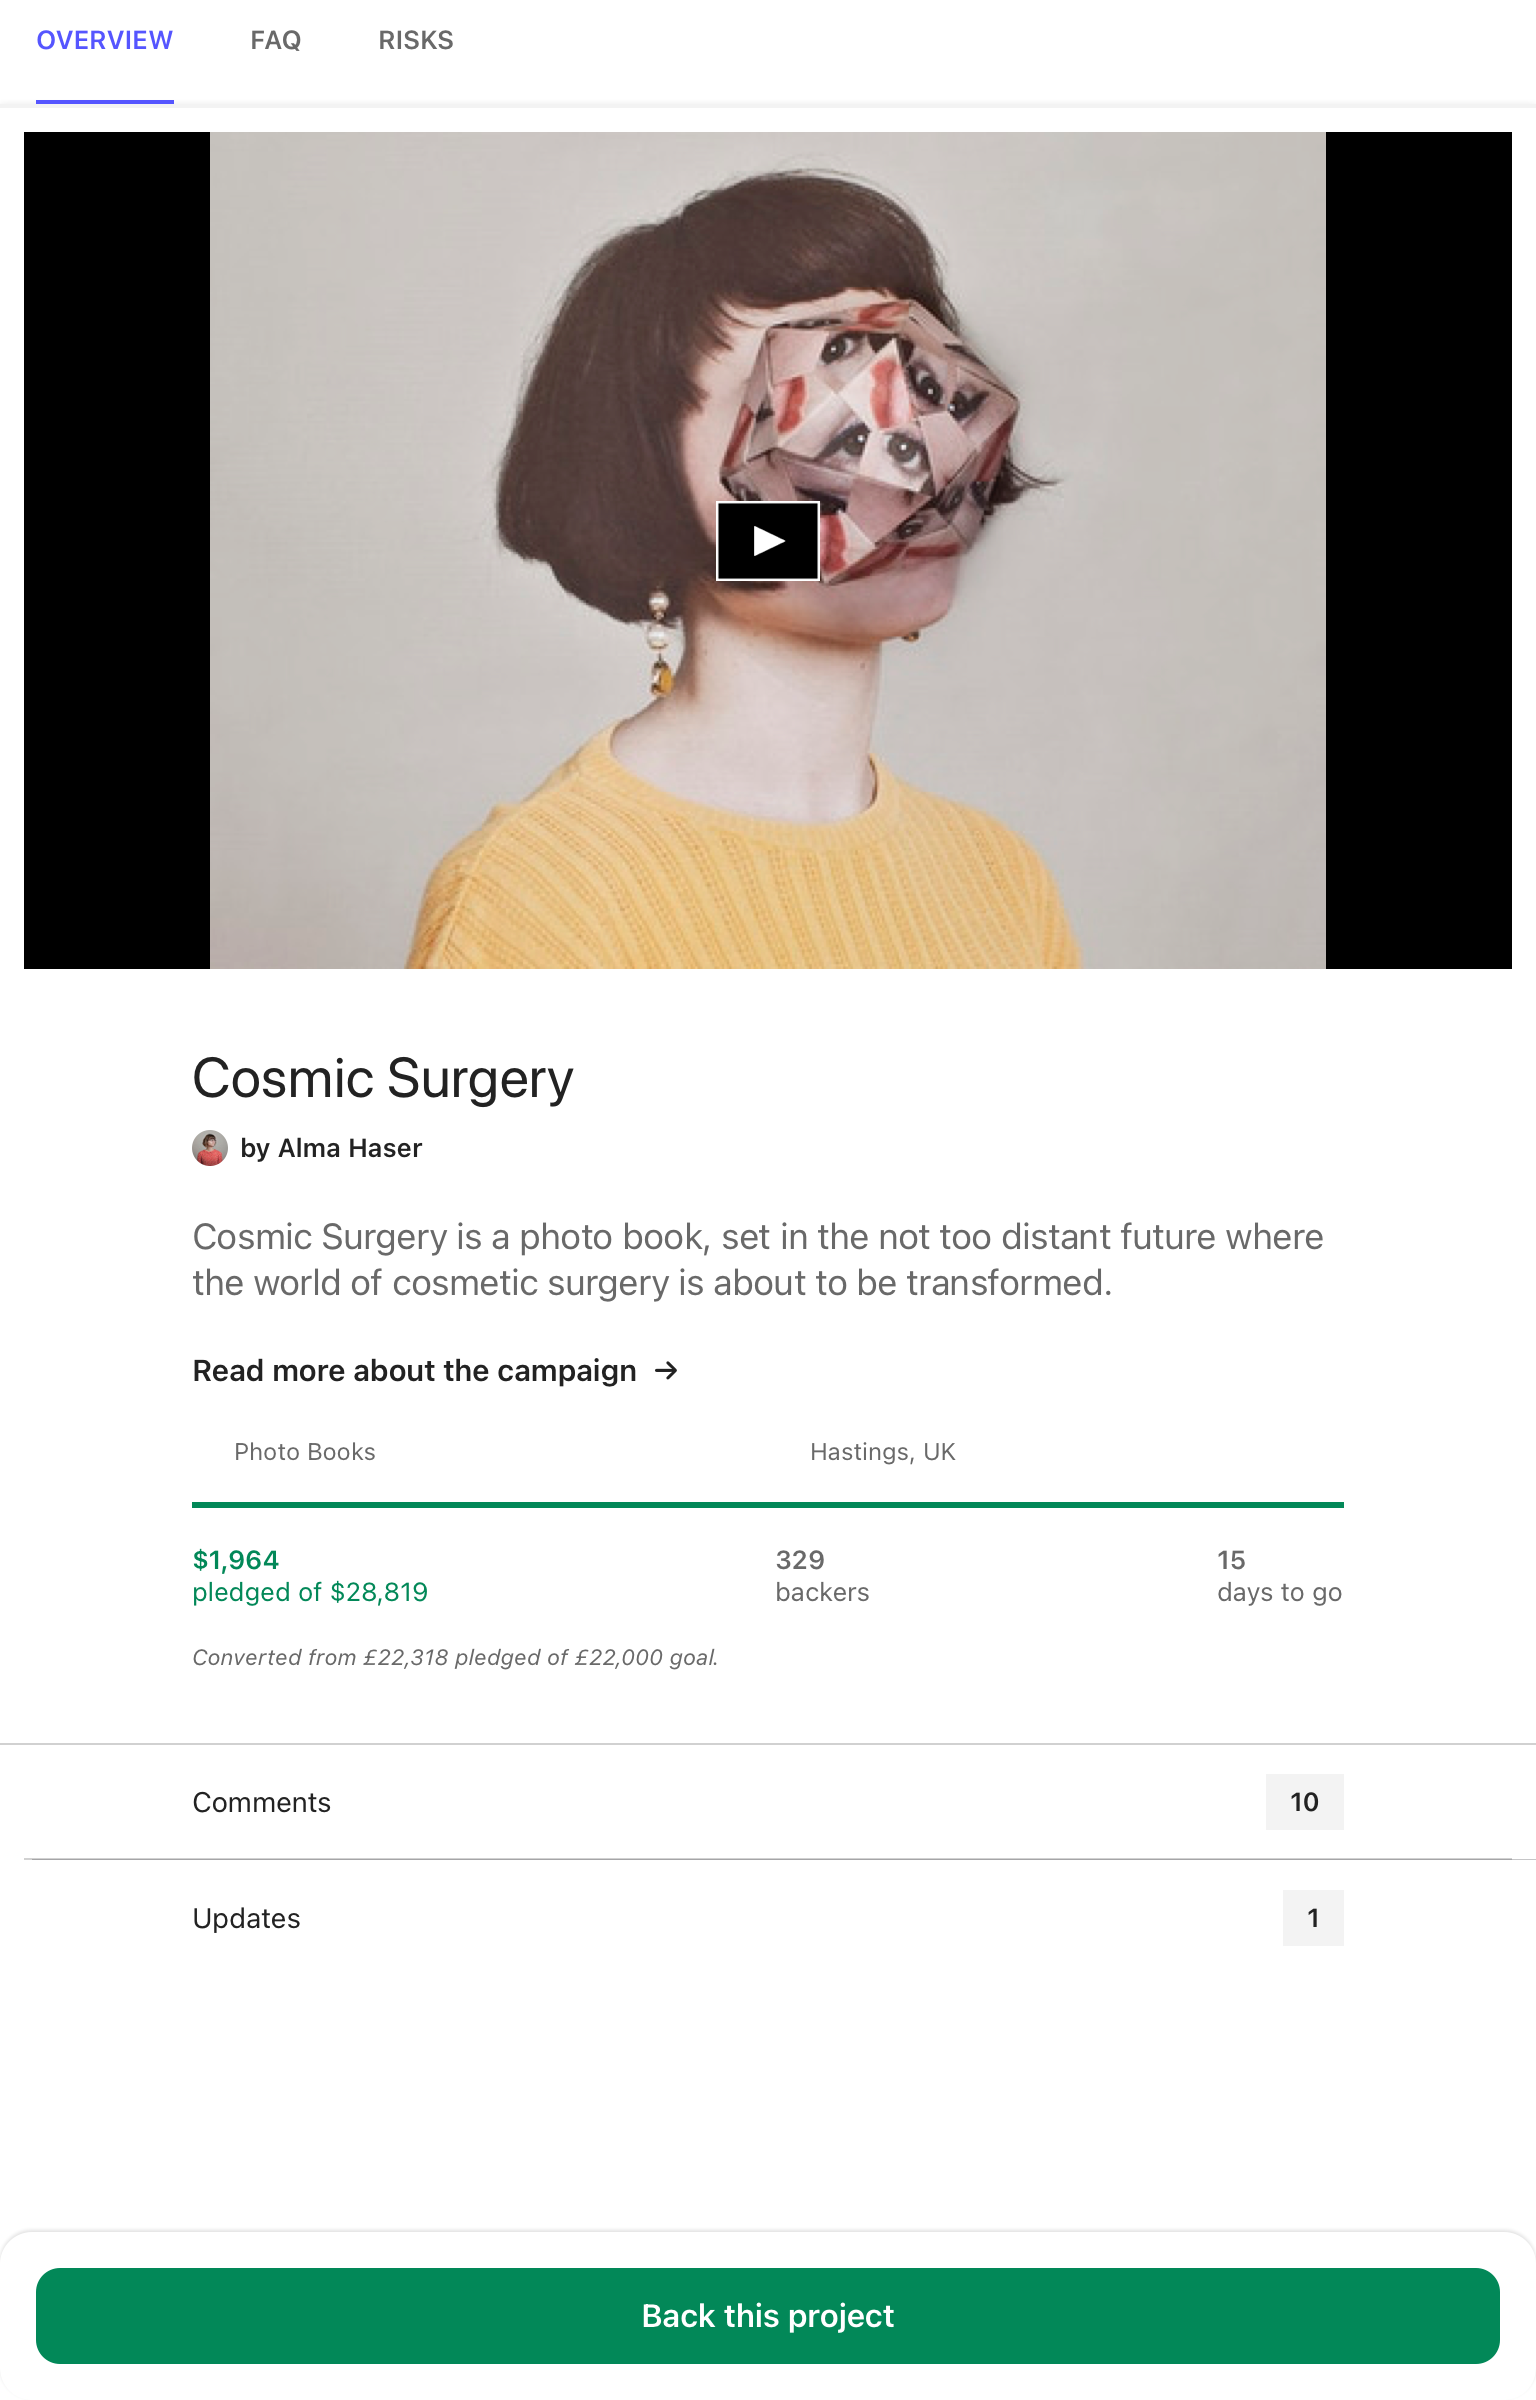 OVERVIEW
FAQ
RISKS
Cosmic Surgery
by Alma Haser
Cosmic Surgery is a photo book, set in the not too distant future where
the world of cosmetic surgery is about to be transformed.
Read more about the campaign →
Photo Books
Hastings, UK
$1,964
pledged of $28,819
329
backers
15
days to go
Converted from £22,318 pledged of £22,000 goal.
Comments
10
Updates
1
Back this project